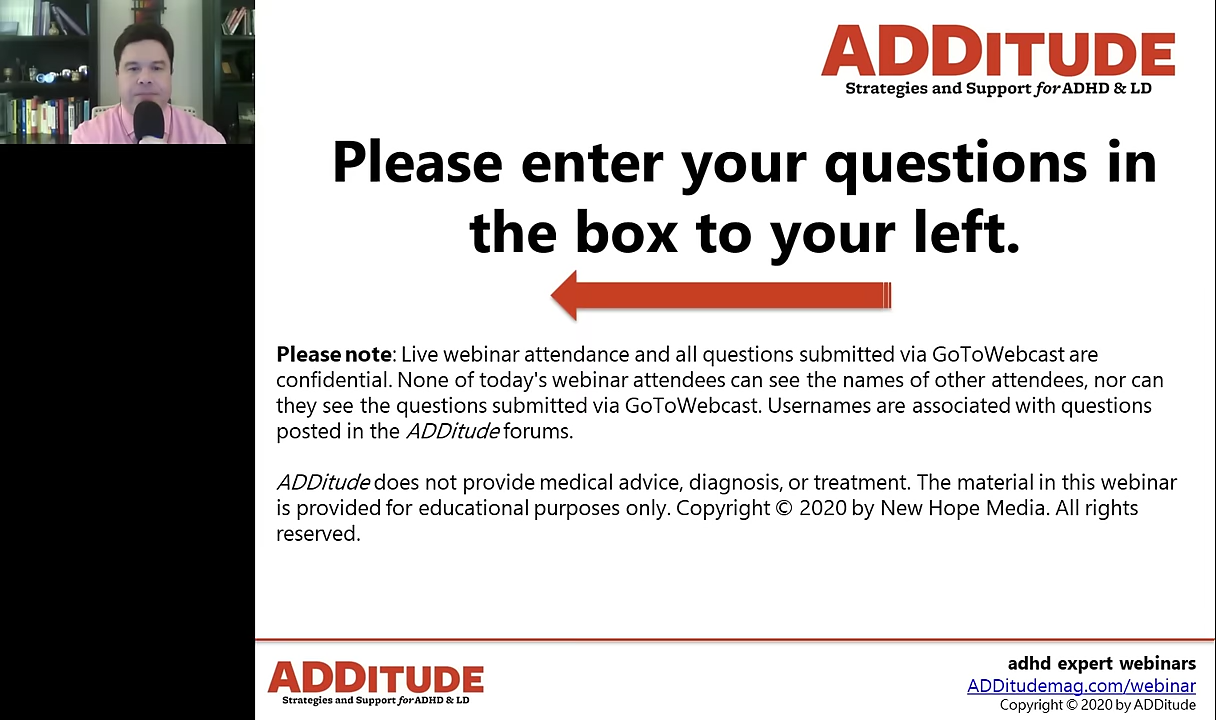 ADDITUDE
Strategies and Support for ADHD & LD
Please enter your questions in
the box to your left.
Please note: Live webinar attendance and all questions submitted via GoToWebcast are
confidential. None of today's webinar attendees can see the names of other attendees, nor can
they see the questions submitted via GoToWebcast. Usernames are associated with questions
posted in the ADDitude forums.
ADDitude does not provide medical advice, diagnosis, or treatment. The material in this webinar
is provided for educational purposes only. Copyright © 2020 by New Hope Media. All rights
reserved.
ADDITUDE
Strategies and Support for ADHD & LD
adhd expert webinars
ADDitudemag.com/webinar
Copyright © 2020 by ADDitude